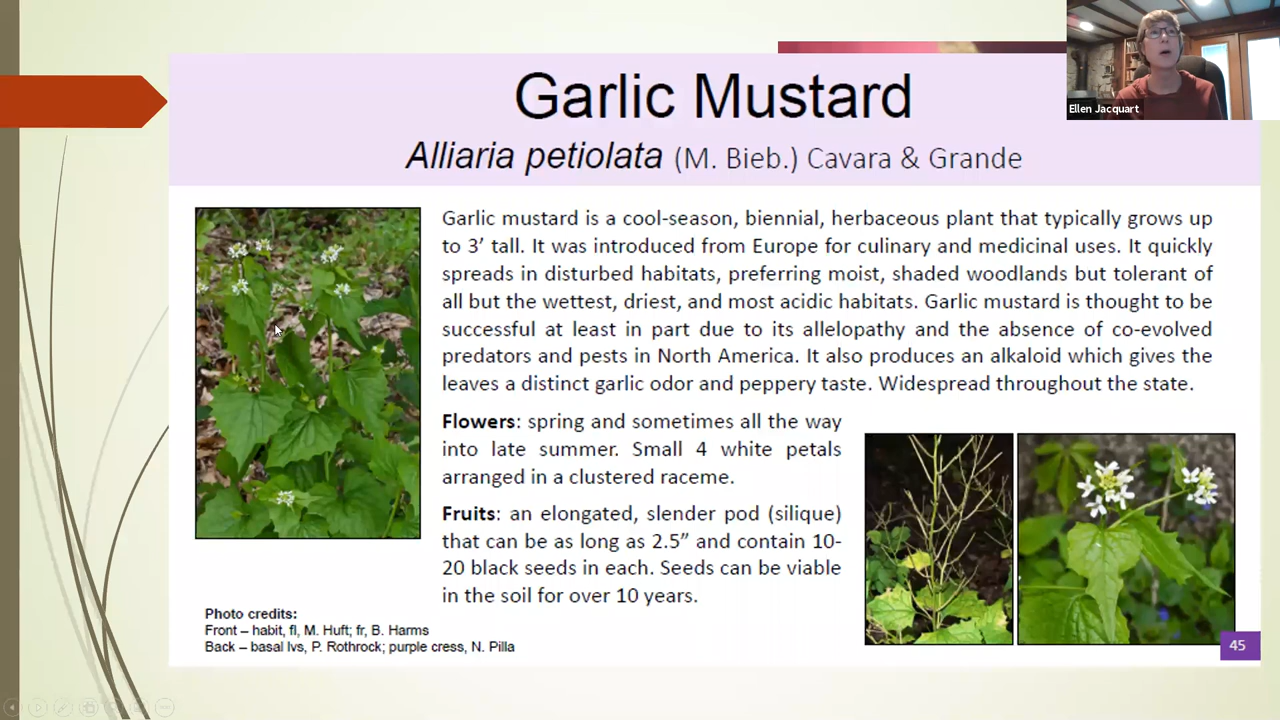 Garlic Mustard
Alliaria petiolata (M. Bieb.) Cavara & Grande
Ellen Jacquart
Garlic mustard is a cool-season, biennial, herbaceous plant that typically grows up
to 3’ tall. It was introduced from Europe for culinary and medicinal uses. It quickly
spreads in disturbed habitats, preferring moist, shaded woodlands but tolerant of
all but the wettest, driest, and most acidic habitats. Garlic mustard is thought to be
successful at least in part due to its allelopathy and the absence of co-evolved
predators and pests in North America. It also produces an alkaloid which gives the
leaves a distinct garlic odor and peppery taste. Widespread throughout the state.
Flowers: spring and sometimes all the way
into late summer. Small 4 white petals
arranged in a clustered raceme.
Fruits: an elongated, slender pod (silique)
that can be as long as 2.5” and contain 10-
20 black seeds in each. Seeds can be viable
in the soil for over 10 years.
Photo credits:
Front – habit, fl, M. Huft; fr, B. Harms
Back – basal lvs, P. Rothrock; purple cress, N. Pilla
45